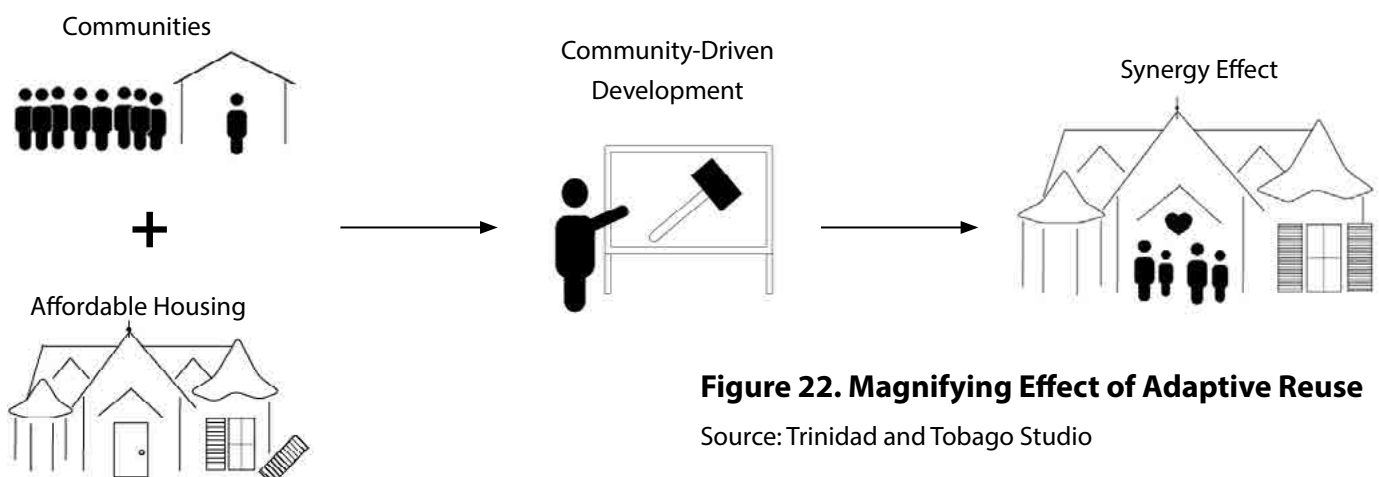 Communities
+
Affordable Housing
Community-Driven
Development
Synergy Effect
Figure 22. Magnifying Effect of Adaptive Reuse
Source: Trinidad and Tobago Studio